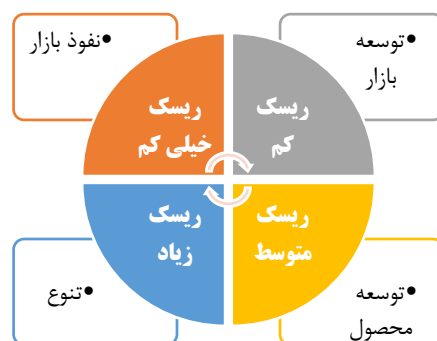 •توسعه
بازار
ریسک
کم
•نفوذ بازار
ریسک
خیلی کم
•توسعه
محصول
ریسک
متوسط
•تنوع
ریسک
زیاد